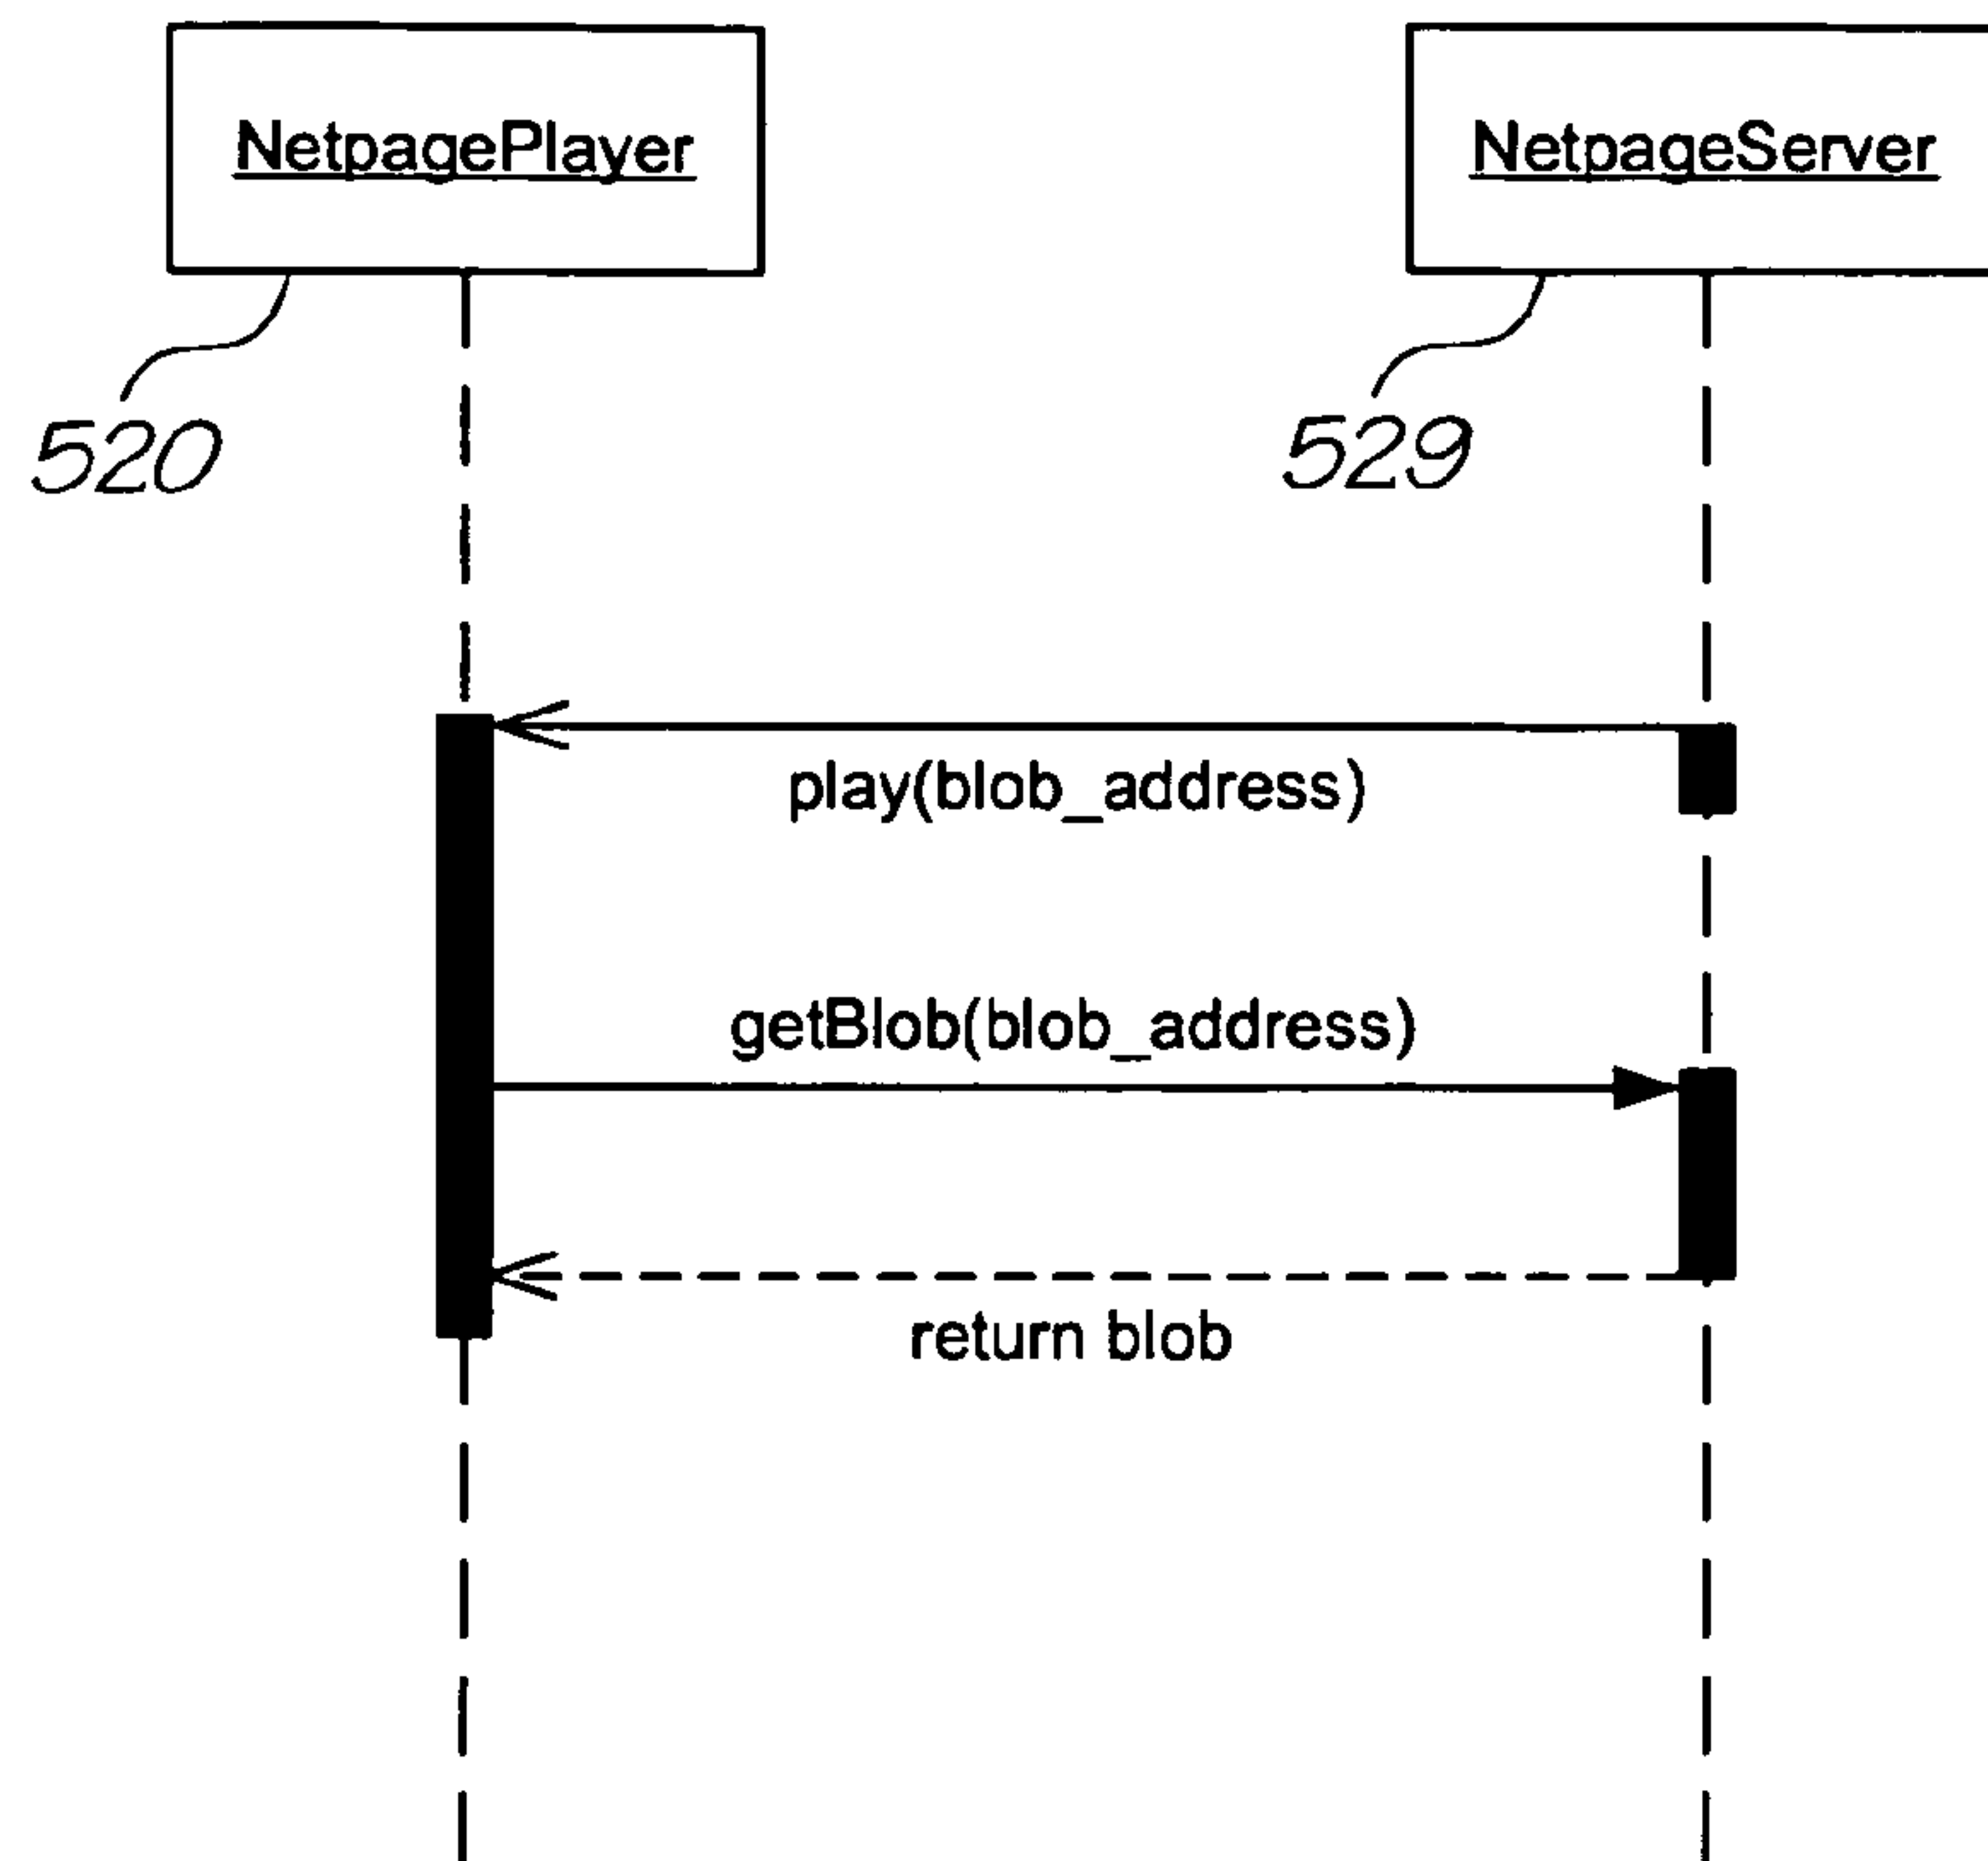 NetpagePlayer
NetpageServer
520
529
play(blob_address)
getBlob(blob_address)
return blob